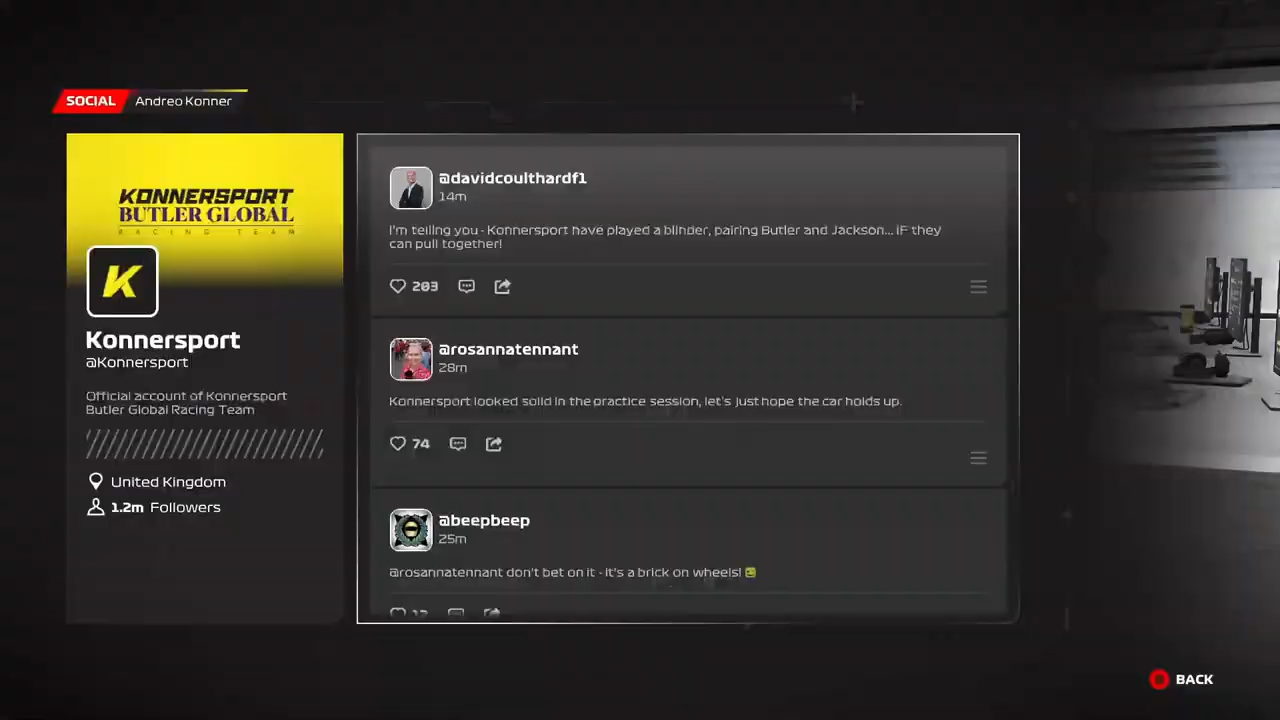 SOCIAL Andreo Konner
KONNERSPORT
BUTLER GLOBAL
RACING TEAM
K
Konnersport
@Konnersport
Official account of Konnersport
Butler Global Racing Team
United Kingdom
1.2m Followers
@davidcoulthardf1
14m
I'm telling you - Konnersport have played a blinder, pairing Butler and Jackson... iF they
can pull together!
203
@rosannatennant
28m
Konnersport looked solid in the practice session, let's just hope the car holds up.
74
@beepbeep
25m
@rosannatennant don't bet on it - it's a brick on wheels!
12
BACK